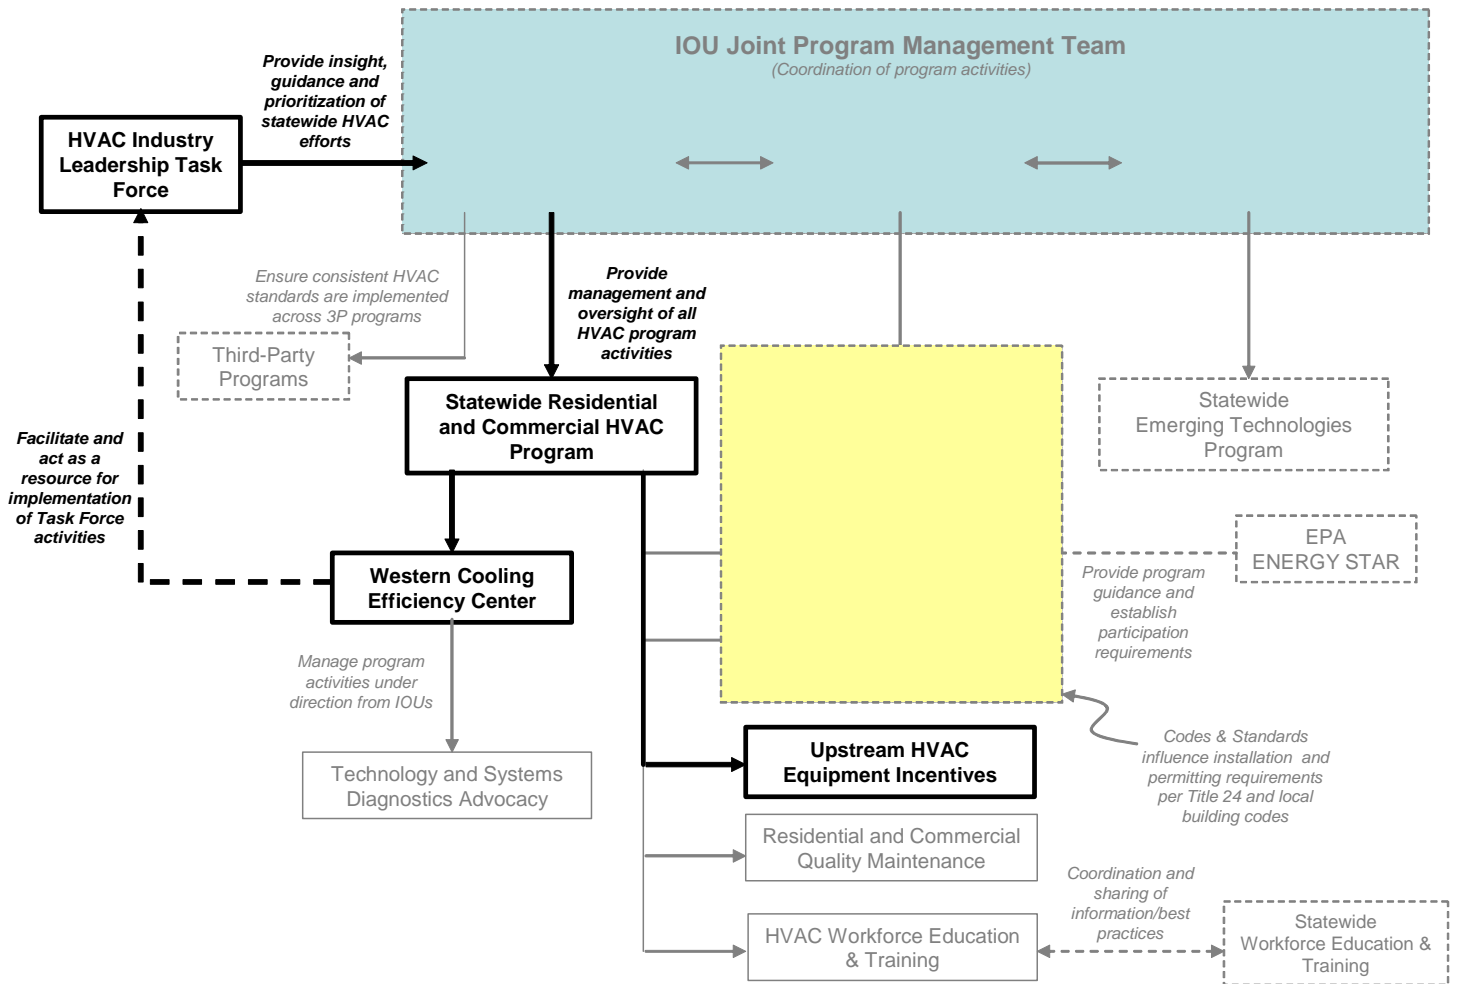 IOU Joint Program Management Team
(Coordination of program activities)
Provide insight,
guidance and
prioritization of
statewide HVAC
efforts
HVAC Industry
Leadership Task
Force
Ensure consistent HVAC
standards are implemented
across 3P programs
Provide
management and
oversight of all
HVAC program
activities
Third-Party
Programs
Statewide Residential
and Commercial HVAC
Program
Statewide
Emerging Technologies
Program
Facilitate and
act as a
resource for
implementation
of Task Force
activities
EPA
ENERGY STAR
Western Cooling
Efficiency Center
Provide program
guidance and
establish
participation
requirements
Manage program
activities under
direction from IOUs
Technology and Systems
Diagnostics Advocacy
Upstream HVAC
Equipment Incentives
Codes & Standards
influence installation and
permitting requirements
per Title 24 and local
building codes
Residential and Commercial
Quality Maintenance
Coordination and
sharing of
information/best
practices
HVAC Workforce Education
& Training
Statewide
Workforce Education &
Training